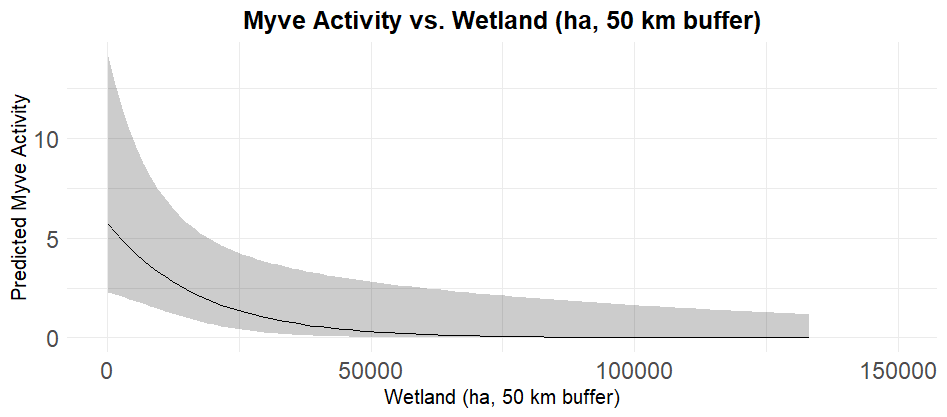 Myve Activity vs. Wetland (ha, 50 km buffer)
Predicted Myve Activity
10
5
0
0 50000 100000 150000
Wetland (ha, 50 km buffer)